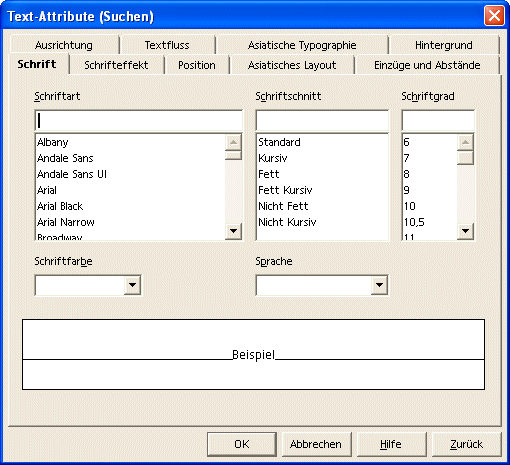 Text-Attribute (Suchen)
Ausrichtung Textfluss Asiatische Typographie Hintergrund
Schrift Schrifteffekt Position Asiatisches Layout Einzüge und Abstände
Schriftart Schriftschnitt Schriftgrad
Albany Standard 6
Andale Sans Kursiv 7
Andale Sans UI Fett 8
Arial Fett Kursiv 9
Arial Black Nicht Fett 10
Arial Narrow Nicht Kursiv 10,5
Broadway 11
Schriftfarbe Sprache
Beispiel
OK Abbrechen Hilfe Zurück